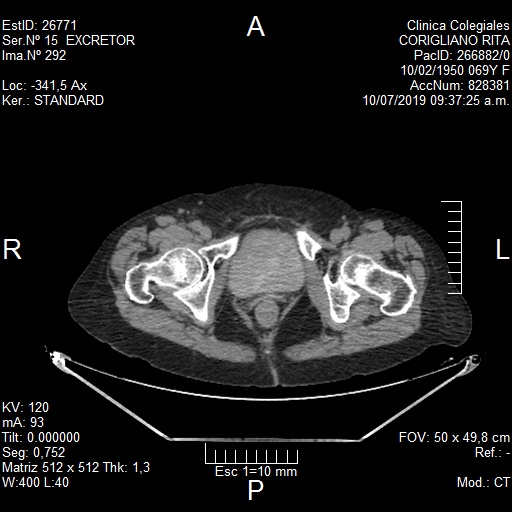 EstID: 26771
Ser.Nº 15 EXCRETOR
Ima.Nº 292
Loc: -341,5 Ax
Ker.: STANDARD
A
Clinica Colegiales
CORIGLIANO RITA
PacID: 266882/0
10/02/1950 069Y F
AccNum: 828381
10/07/2019 09:37:25 a.m.
R
L
KV: 120
mA: 93
Tilt: 0.000000
Seg: 0,752
Matriz 512 x 512 Thk: 1,3
W:400 L:40
Esc 1=10 mm
P
FOV: 50 x 49,8 cm
Ref.: -
Mod.: CT